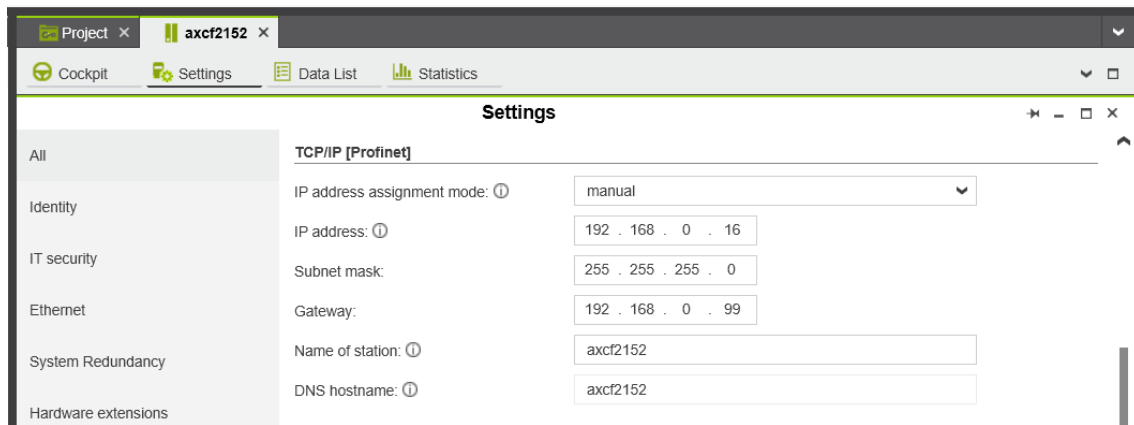 Project
axcf2152
Cockpit
Settings
Data List
Statistics
Settings
All
Identity
IT security
Ethernet
System Redundancy
Hardware extensions
TCP/IP [Profinet]
IP address assignment mode: manual
IP address: 192 . 168 . 0 . 16
Subnet mask: 255 . 255 . 255 . 0
Gateway: 192 . 168 . 0 . 99
Name of station: axcf2152
DNS hostname: axcf2152